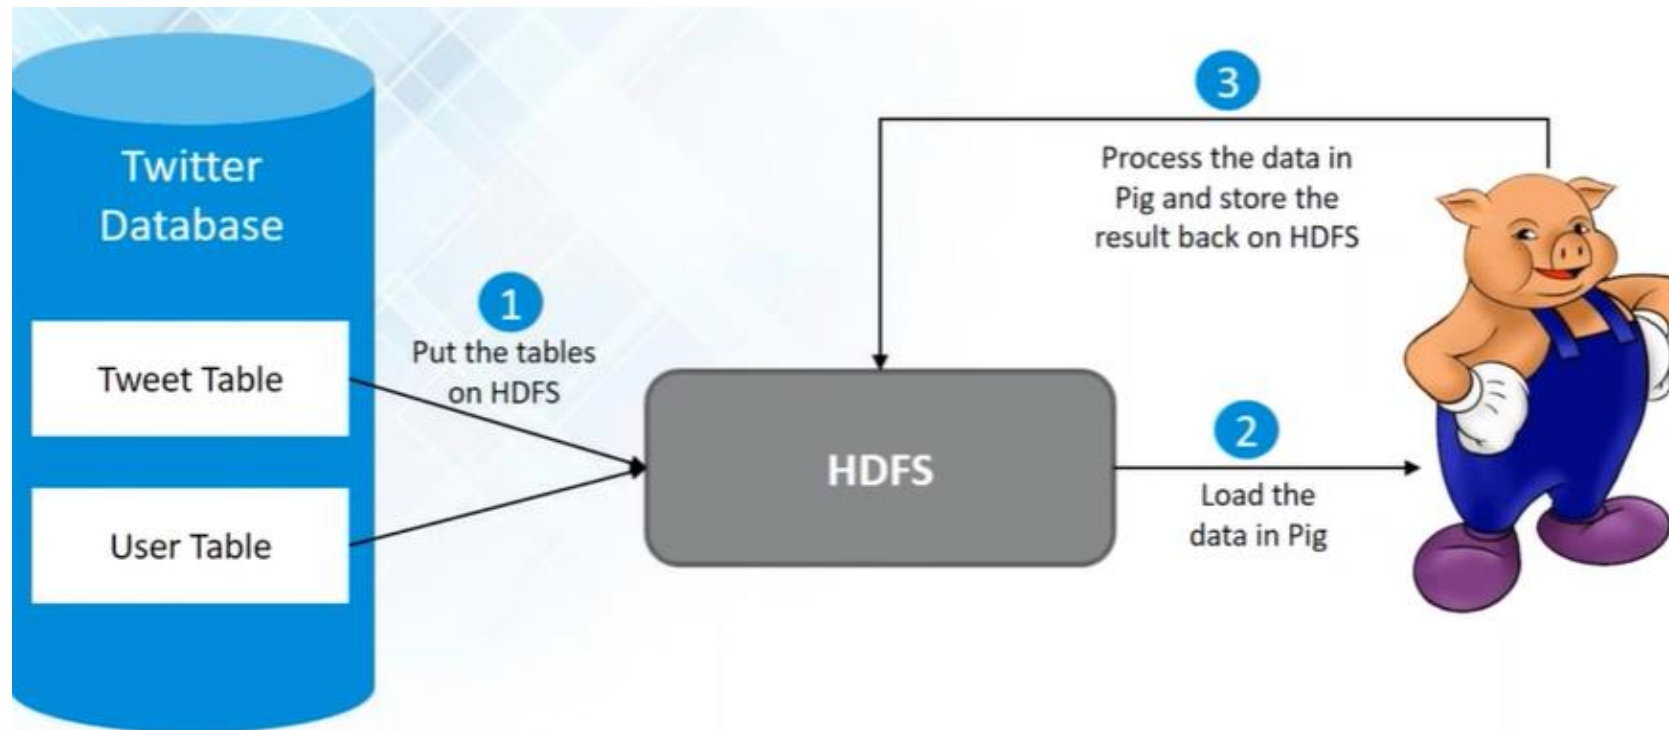 Twitter
Database
Tweet Table
User Table
1
Put the tables
on HDFS
HDFS
2
Load the
data in Pig
3
Process the data in
Pig and store the
result back on HDFS